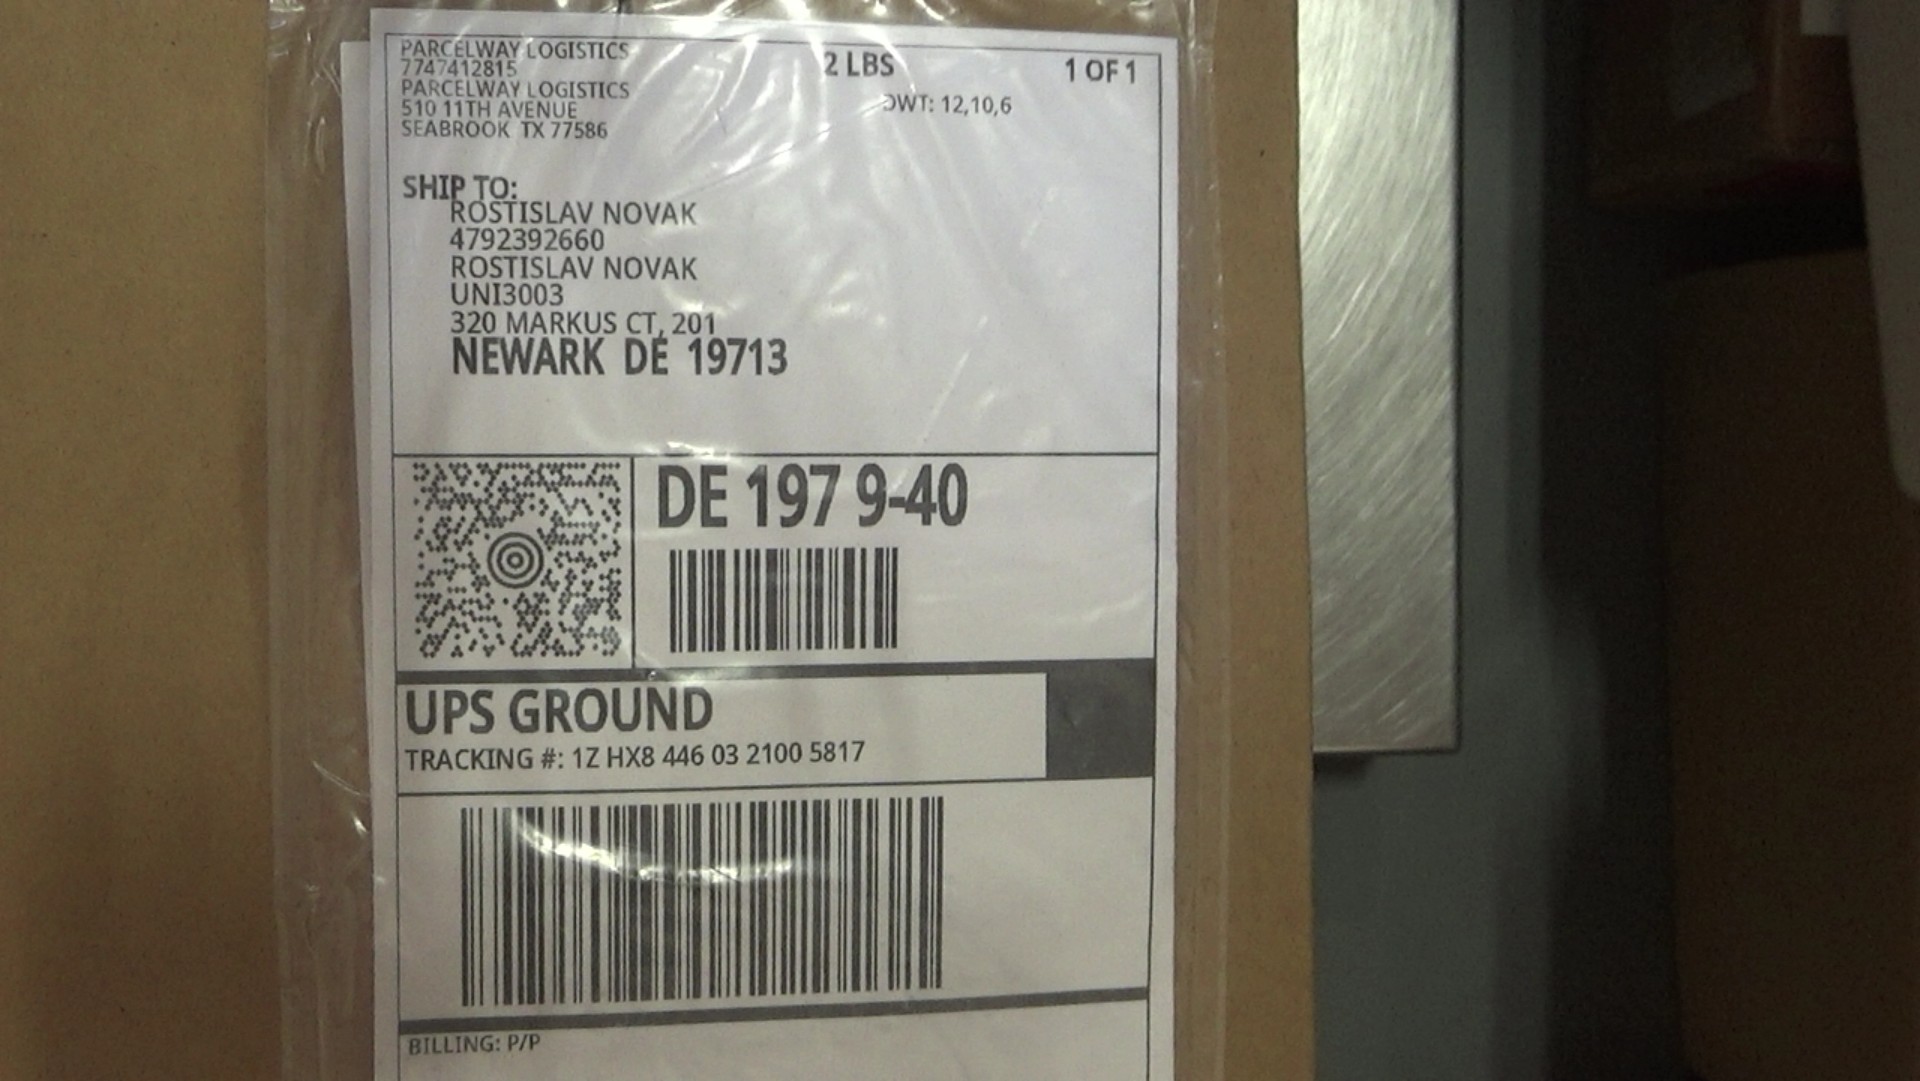 PARCELWAY LOGISTICS
7747412815
PARCELWAY LOGISTICS
510 11TH AVENUE
SEABROOK TX 77586
2 LBS
1 OF 1
DWT: 12,10,6
SHIP TO:
ROSTISLAV NOVAK
4792392660
ROSTISLAV NOVAK
UNI3003
320 MARKUS CT, 201
NEWARK DE 19713
DE 197 9-40
UPS GROUND
TRACKING #: 1Z HX8 446 03 2100 5817
BILLING: P/P